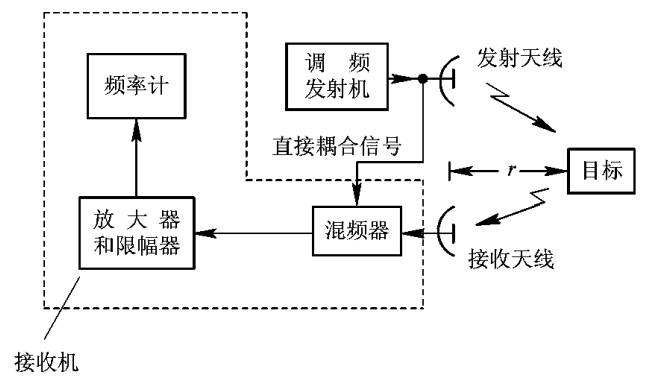 调 频
发射机
发射天线
频率计
直接耦合信号
r
目标
放 大 器
和限幅器
混频器
接收天线
接收机